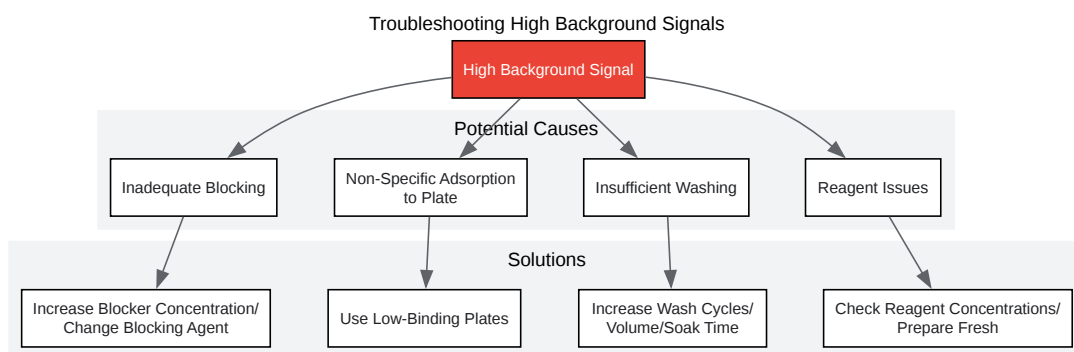 Troubleshooting High Background Signals
High Background Signal
Potential Causes
Inadequate Blocking
Non-Specific Adsorption
to Plate
Insufficient Washing
Reagent Issues
Solutions
Increase Blocker Concentration/
Change Blocking Agent
Use Low-Binding Plates
Increase Wash Cycles/
Volume/Soak Time
Check Reagent Concentrations/
Prepare Fresh